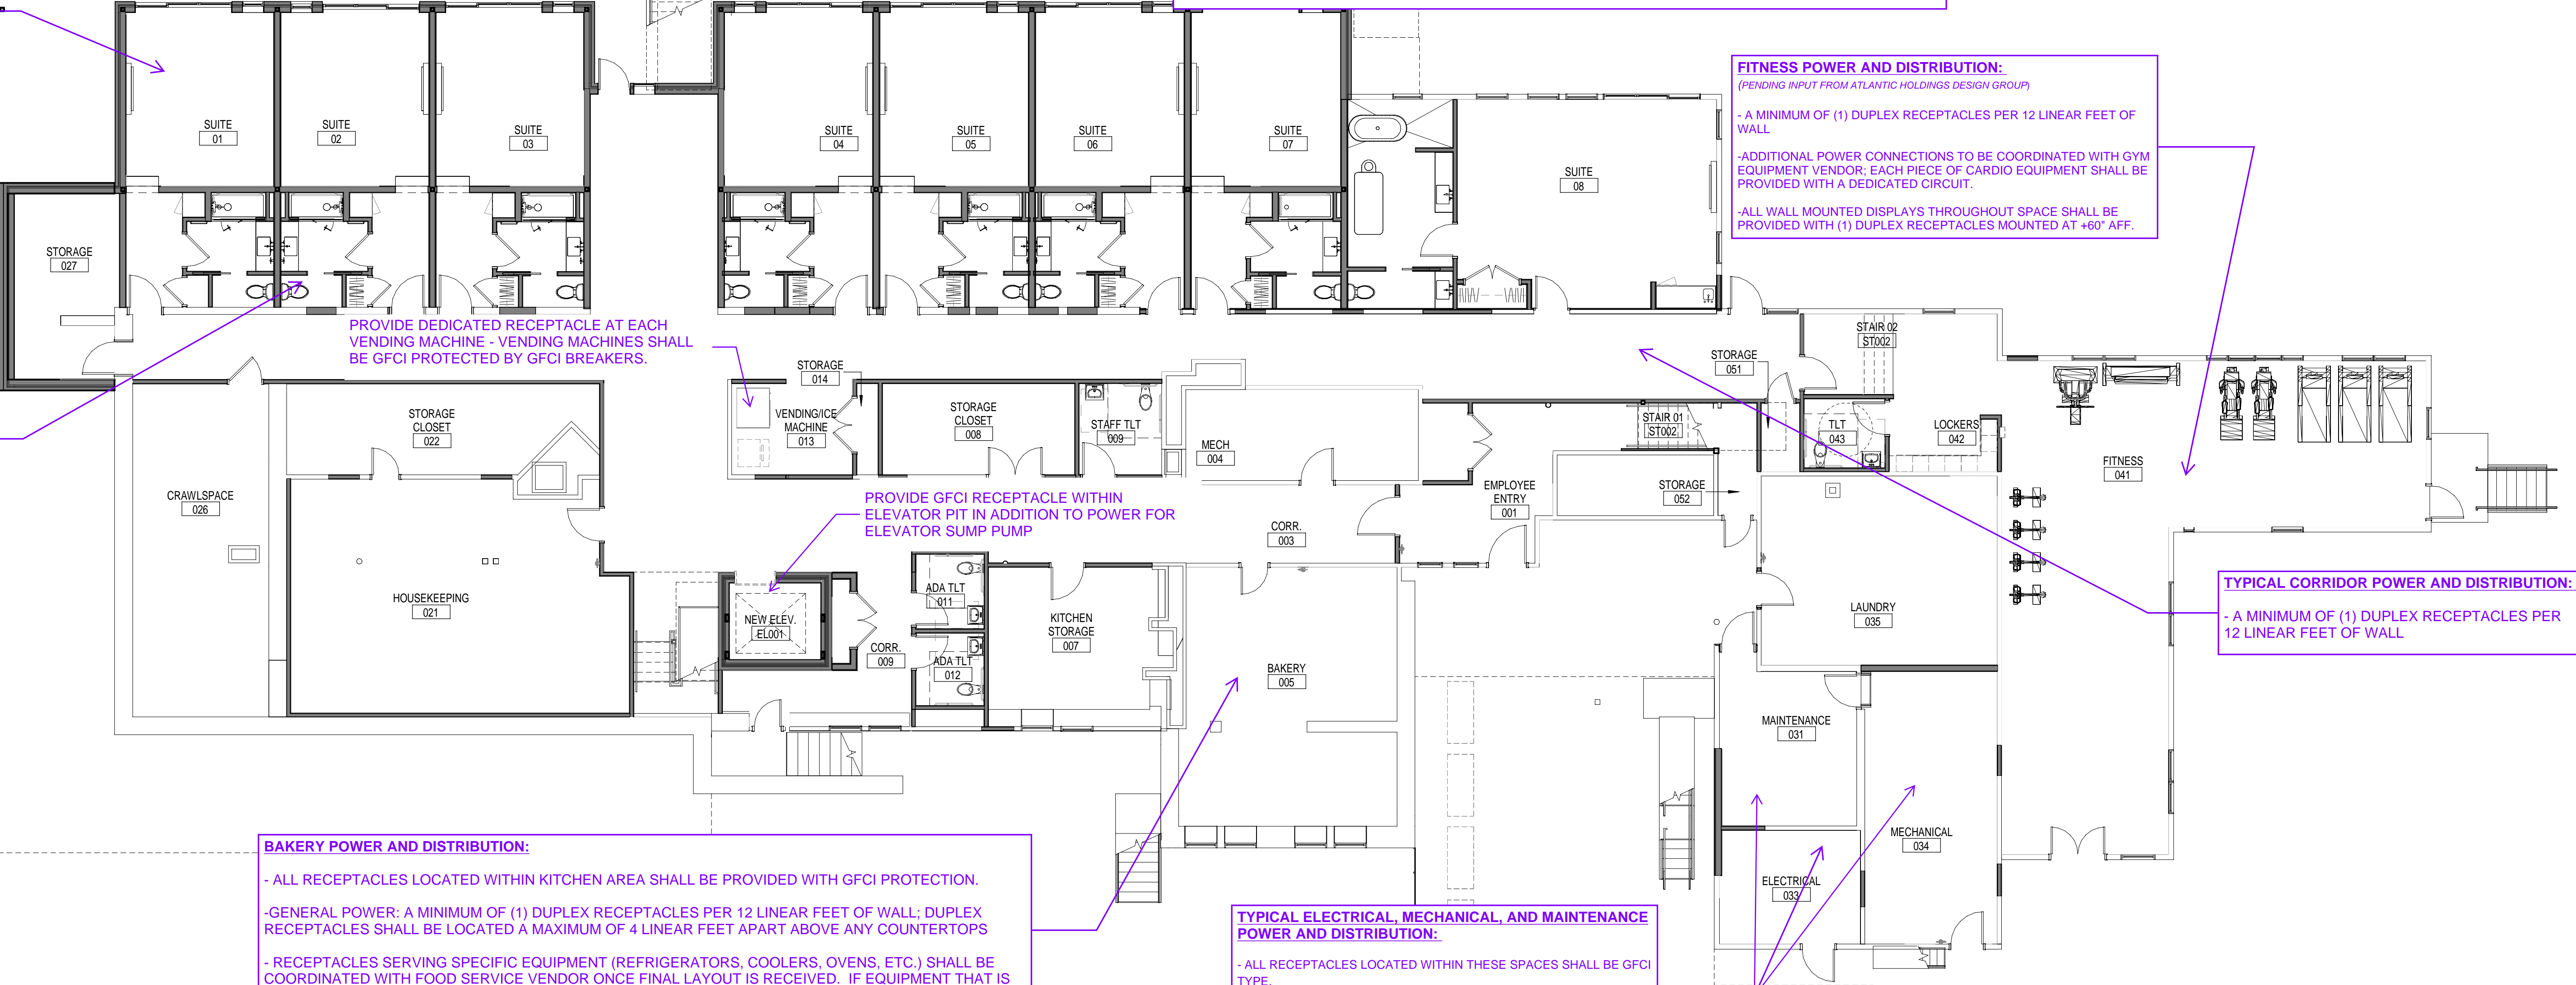 FITNESS POWER AND DISTRIBUTION:
(PENDING INPUT FROM ATLANTIC HOLDINGS DESIGN GROUP)
- A MINIMUM OF (1) DUPLEX RECEPTACLES PER 12 LINEAR FEET OF
WALL
-ADDITIONAL POWER CONNECTIONS TO BE COORDINATED WITH GYM
EQUIPMENT VENDOR; EACH PIECE OF CARDIO EQUIPMENT SHALL BE
PROVIDED WITH A DEDICATED CIRCUIT.
-ALL WALL MOUNTED DISPLAYS THROUGHOUT SPACE SHALL BE
PROVIDED WITH (1) DUPLEX RECEPTACLES MOUNTED AT +60" AFF.
SUITE
01
SUITE
02
SUITE
03
SUITE
04
SUITE
05
SUITE
06
SUITE
07
SUITE
08
STORAGE
027
PROVIDE DEDICATED RECEPTACLE AT EACH
VENDING MACHINE - VENDING MACHINES SHALL
BE GFCI PROTECTED BY GFCI BREAKERS.
STORAGE
014
STORAGE
051
STAIR 02
ST002
STORAGE
CLOSET
022
VENDING/ICE
MACHINE
013
STORAGE
CLOSET
008
STAFF TLT
009
MECH
004
STAIR 01
ST002
TLT
043
LOCKERS
042
FITNESS
041
CRAWLSPACE
026
PROVIDE GFCI RECEPTACLE WITHIN
ELEVATOR PIT IN ADDITION TO POWER FOR
ELEVATOR SUMP PUMP
EMPLOYEE
ENTRY
001
STORAGE
052
CORR.
003
HOUSEKEEPING
021
NEW ELEV.
EL001
ADA TLT
011
CORR.
009
ADA TLT
012
KITCHEN
STORAGE
007
BAKERY
005
LAUNDRY
035
TYPICAL CORRIDOR POWER AND DISTRIBUTION:
- A MINIMUM OF (1) DUPLEX RECEPTACLES PER
12 LINEAR FEET OF WALL
MAINTENANCE
031
MECHANICAL
034
ELECTRICAL
033
BAKERY POWER AND DISTRIBUTION:
- ALL RECEPTACLES LOCATED WITHIN KITCHEN AREA SHALL BE PROVIDED WITH GFCI PROTECTION.
-GENERAL POWER: A MINIMUM OF (1) DUPLEX RECEPTACLES PER 12 LINEAR FEET OF WALL; DUPLEX
RECEPTACLES SHALL BE LOCATED A MAXIMUM OF 4 LINEAR FEET APART ABOVE ANY COUNTERTOPS
- RECEPTACLES SERVING SPECIFIC EQUIPMENT (REFRIGERATORS, COOLERS, OVENS, ETC.) SHALL BE
COORDINATED WITH FOOD SERVICE VENDOR ONCE FINAL LAYOUT IS RECEIVED. IF EQUIPMENT THAT IS
TYPICAL ELECTRICAL, MECHANICAL, AND MAINTENANCE
POWER AND DISTRIBUTION:
- ALL RECEPTACLES LOCATED WITHIN THESE SPACES SHALL BE GFCI
TYPE.